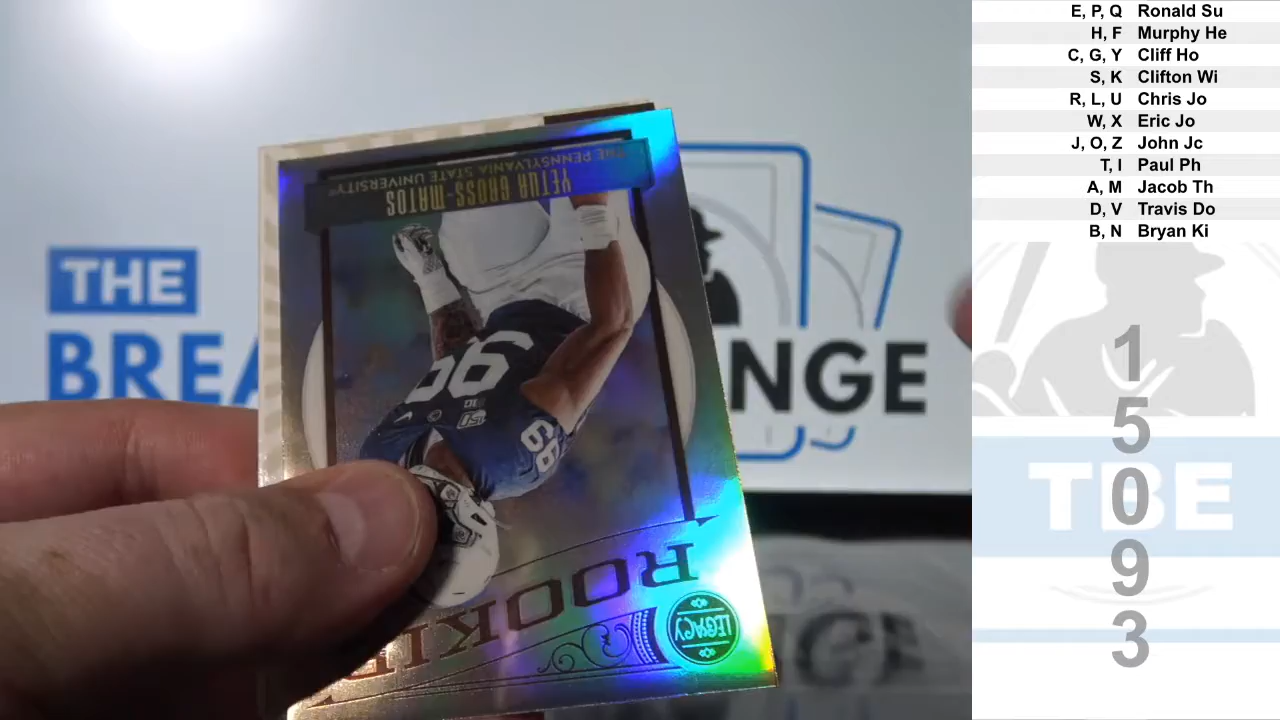 E, P, Q Ronald Su
H, F Murphy He
C, G, Y Cliff Ho
S, K Clifton Wi
R, L, U Chris Jo
W, X Eric Jo
J, O, Z John Jc
T, I Paul Ph
A, M Jacob Th
D, V Travis Do
B, N Bryan Ki
1
5
0
9
3
TBE
THE
BREA
NGE
YETUR GROSS-MATOS
THE PENNSYLVANIA STATE UNIVERSITY
99
99
ROOKIE
LEGACY